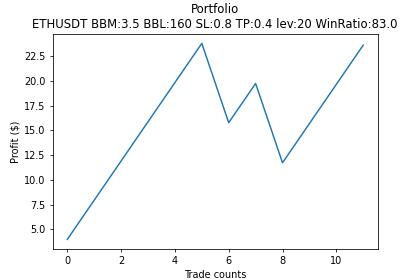 Portfolio
ETHUSDT BBM:3.5 BBL:160 SL:0.8 TP:0.4 lev:20 WinRatio:83.0
22.5
20.0
17.5
15.0
12.5
10.0
7.5
5.0
Profit ($)
0 2 4 6 8 10
Trade counts